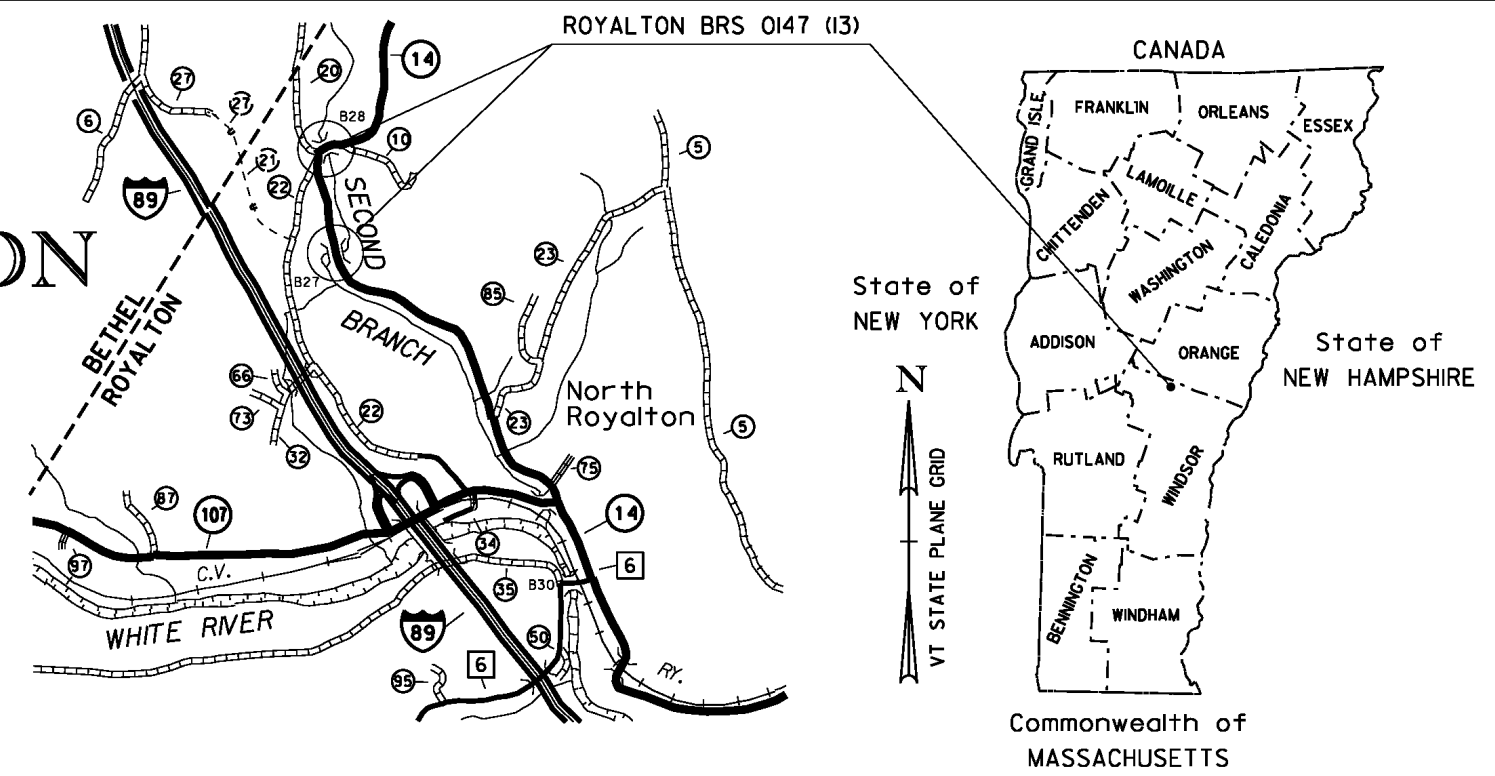 ROYALTON BRS 0147 (13)
14
20
27
27
6
B28
10
21
22
89
SECOND
5
ON
B27
23
85
BETHEL
ROYALTON
BRANCH
66
73
22
32
North
Royalton
23
5
75
87
107
14
97
C.V.
34
35
B30
6
WHITE RIVER
89
50
6
95
RY.
CANADA
GRAND ISLE
FRANKLIN
ORLEANS
ESSEX
LAMOILLE
CHITTENDEN
CALEDONIA
WASHINGTON
State of
NEW YORK
ADDISON
ORANGE
State of
NEW HAMPSHIRE
N
VT STATE PLANE GRID
RUTLAND
WINDSOR
BENNINGTON
WINDHAM
Commonwealth of
MASSACHUSETTS